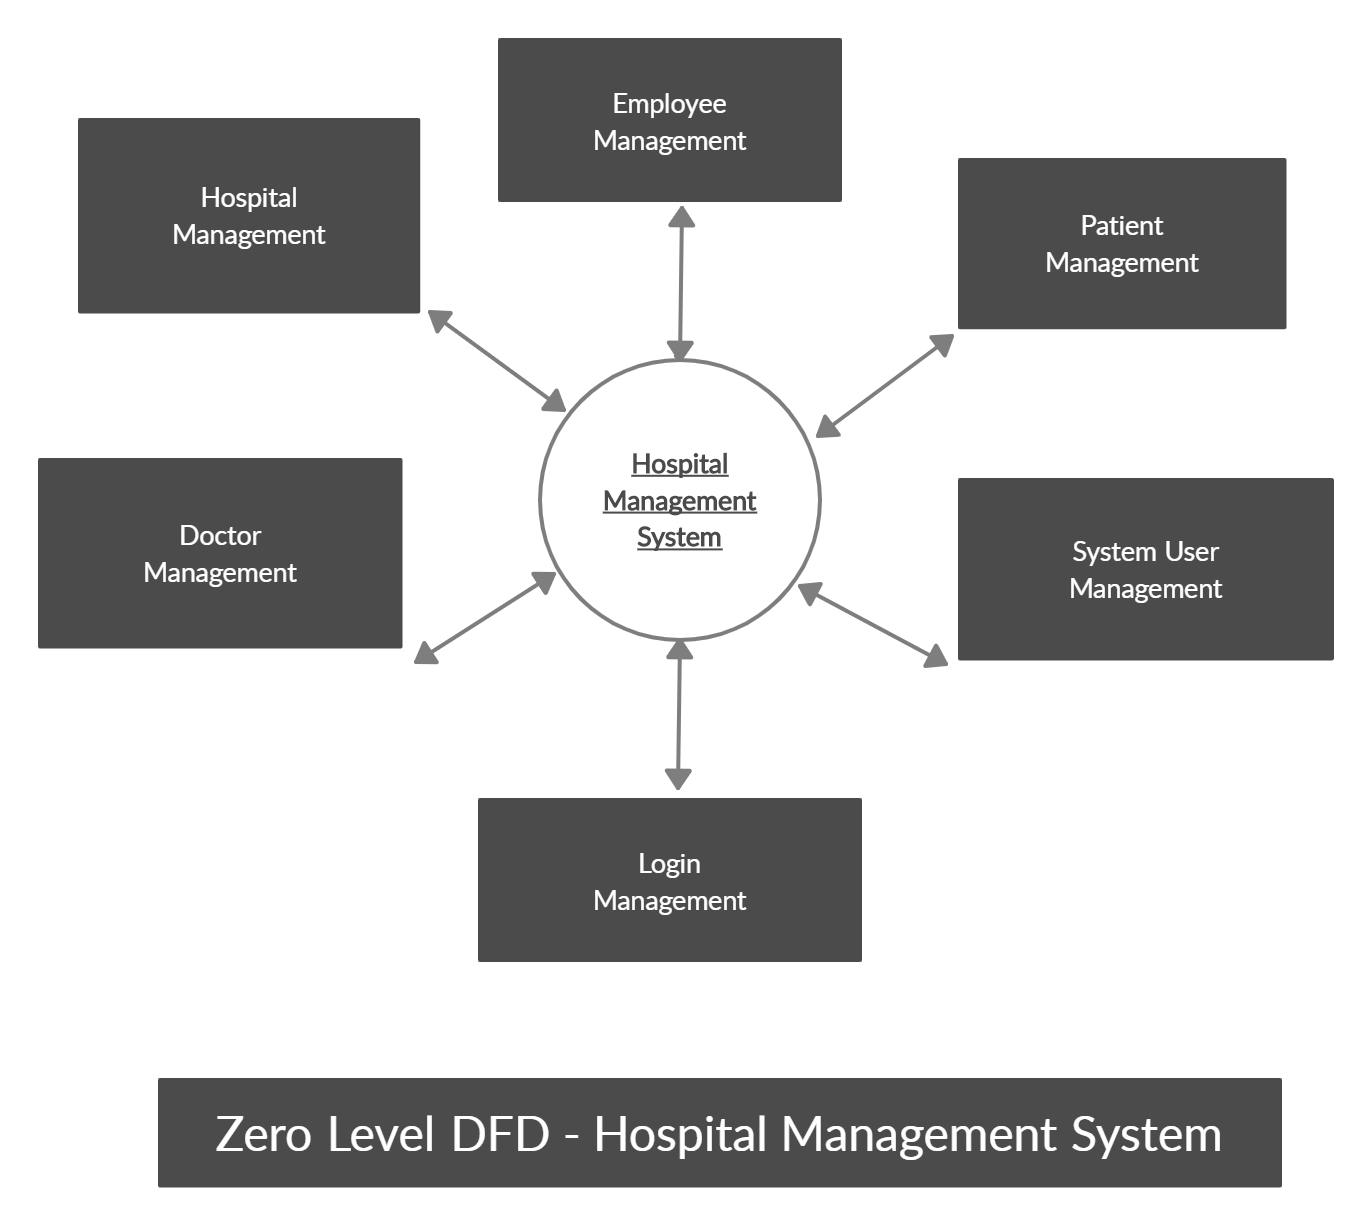 Employee
Management
Hospital
Management
Patient
Management
Hospital
Management
System
Doctor
Management
System User
Management
Login
Management
Zero Level DFD - Hospital Management System